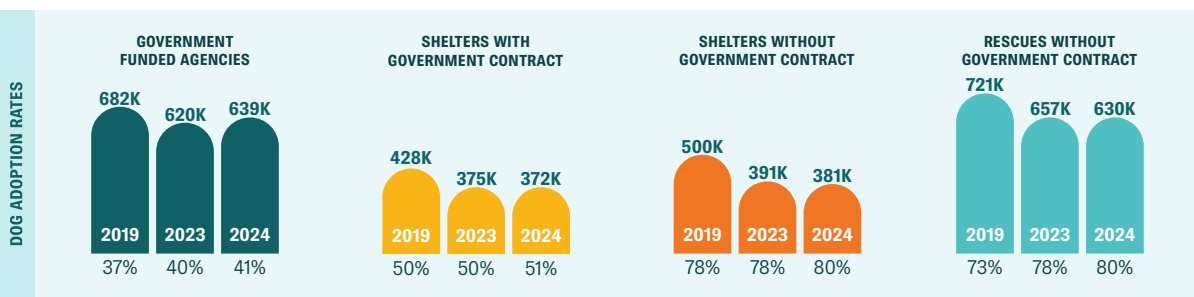 DOG ADOPTION RATES
GOVERNMENT
FUNDED AGENCIES
682K
620K
639K
2019
2023
2024
37%
40%
41%
SHELTERS WITH
GOVERNMENT CONTRACT
428K
375K
372K
2019
2023
2024
50%
50%
51%
SHELTERS WITHOUT
GOVERNMENT CONTRACT
500K
391K
381K
2019
2023
2024
78%
78%
80%
RESCUES WITHOUT
GOVERNMENT CONTRACT
721K
657K
630K
2019
2023
2024
73%
78%
80%